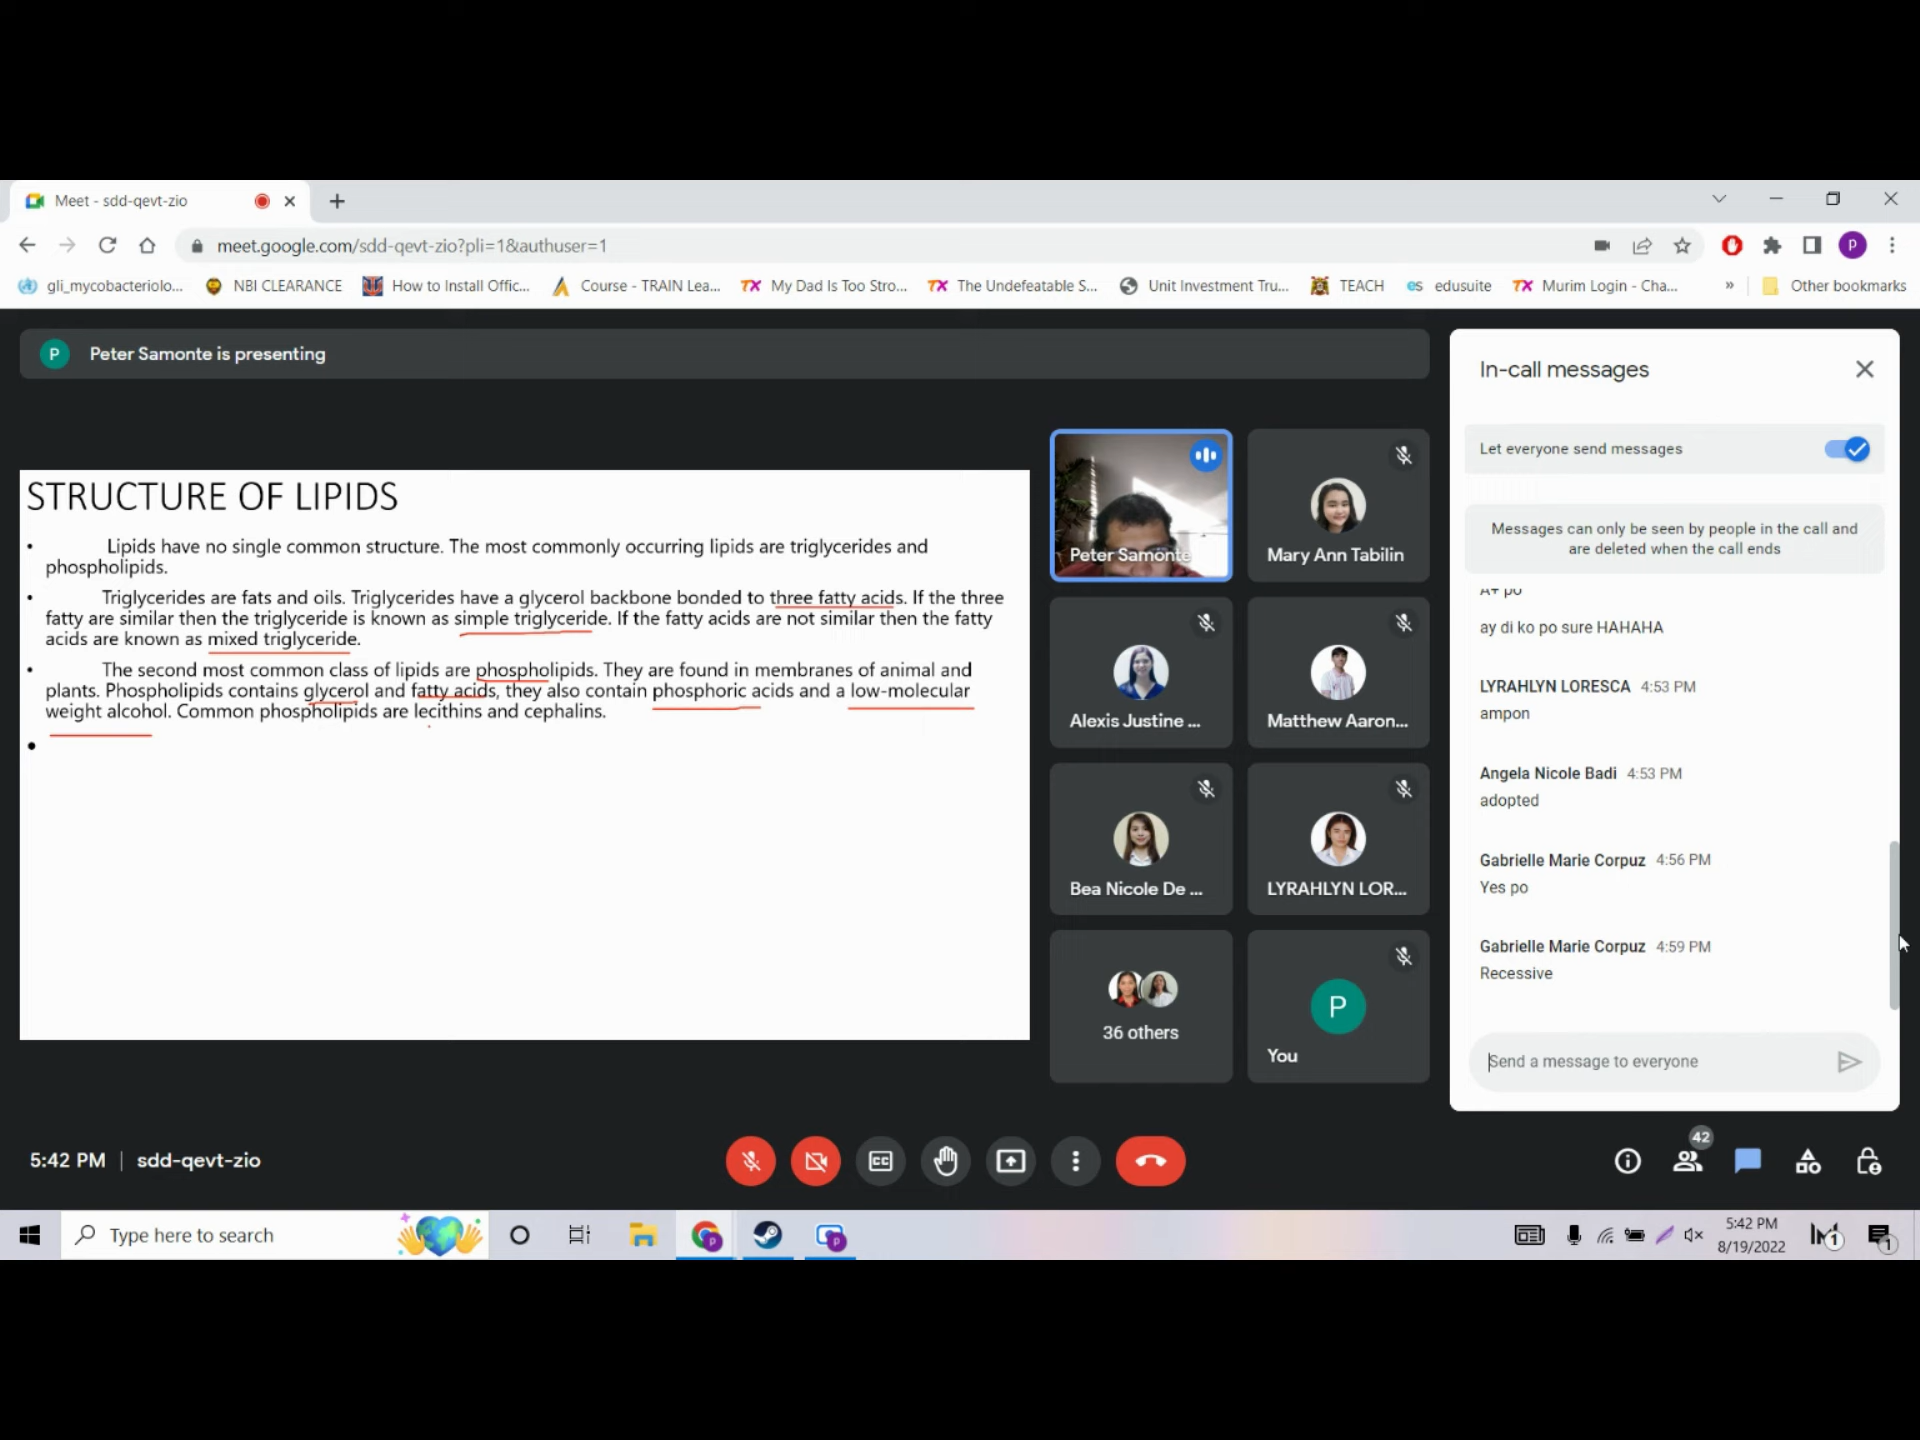 Meet - sdd-qevt-zio
meet.google.com/sdd-qevt-zio?pli=1&authuser=1
P
gli_mycobacteriolo...
NBI CLEARANCE
How to Install Offic...
Course - TRAIN Lea...
TX My Dad Is Too Stro...
TX The Undefeatable S...
Unit Investment Tru...
TEACH
es edusuite
TX Murim Login - Cha...
»
Other bookmarks
P
Peter Samonte is presenting
STRUCTURE OF LIPIDS
• Lipids have no single common structure. The most commonly occurring lipids are triglycerides and
phospholipids.
• Triglycerides are fats and oils. Triglycerides have a glycerol backbone bonded to three fatty acids. If the three
fatty are similar then the triglyceride is known as simple triglyceride. If the fatty acids are not similar then the fatty
acids are known as mixed triglyceride.
• The second most common class of lipids are phospholipids. They are found in membranes of animal and
plants. Phospholipids contains glycerol and fatty acids, they also contain phosphoric acids and a low-molecular
weight alcohol. Common phospholipids are lecithins and cephalins.
•
Peter Samonte
Mary Ann Tabilin
Alexis Justine ...
Matthew Aaron...
Bea Nicole De ...
LYRAHLYN LOR...
36 others
P
You
In-call messages
Let everyone send messages
Messages can only be seen by people in the call and
are deleted when the call ends
A+ po
ay di ko po sure HAHAHA
LYRAHLYN LORESCA 4:53 PM
ampon
Angela Nicole Badi 4:53 PM
adopted
Gabrielle Marie Corpuz 4:56 PM
Yes po
Gabrielle Marie Corpuz 4:59 PM
Recessive
Send a message to everyone
5:42 PM | sdd-qevt-zio
CC
42
Type here to search
5:42 PM
8/19/2022
1
1